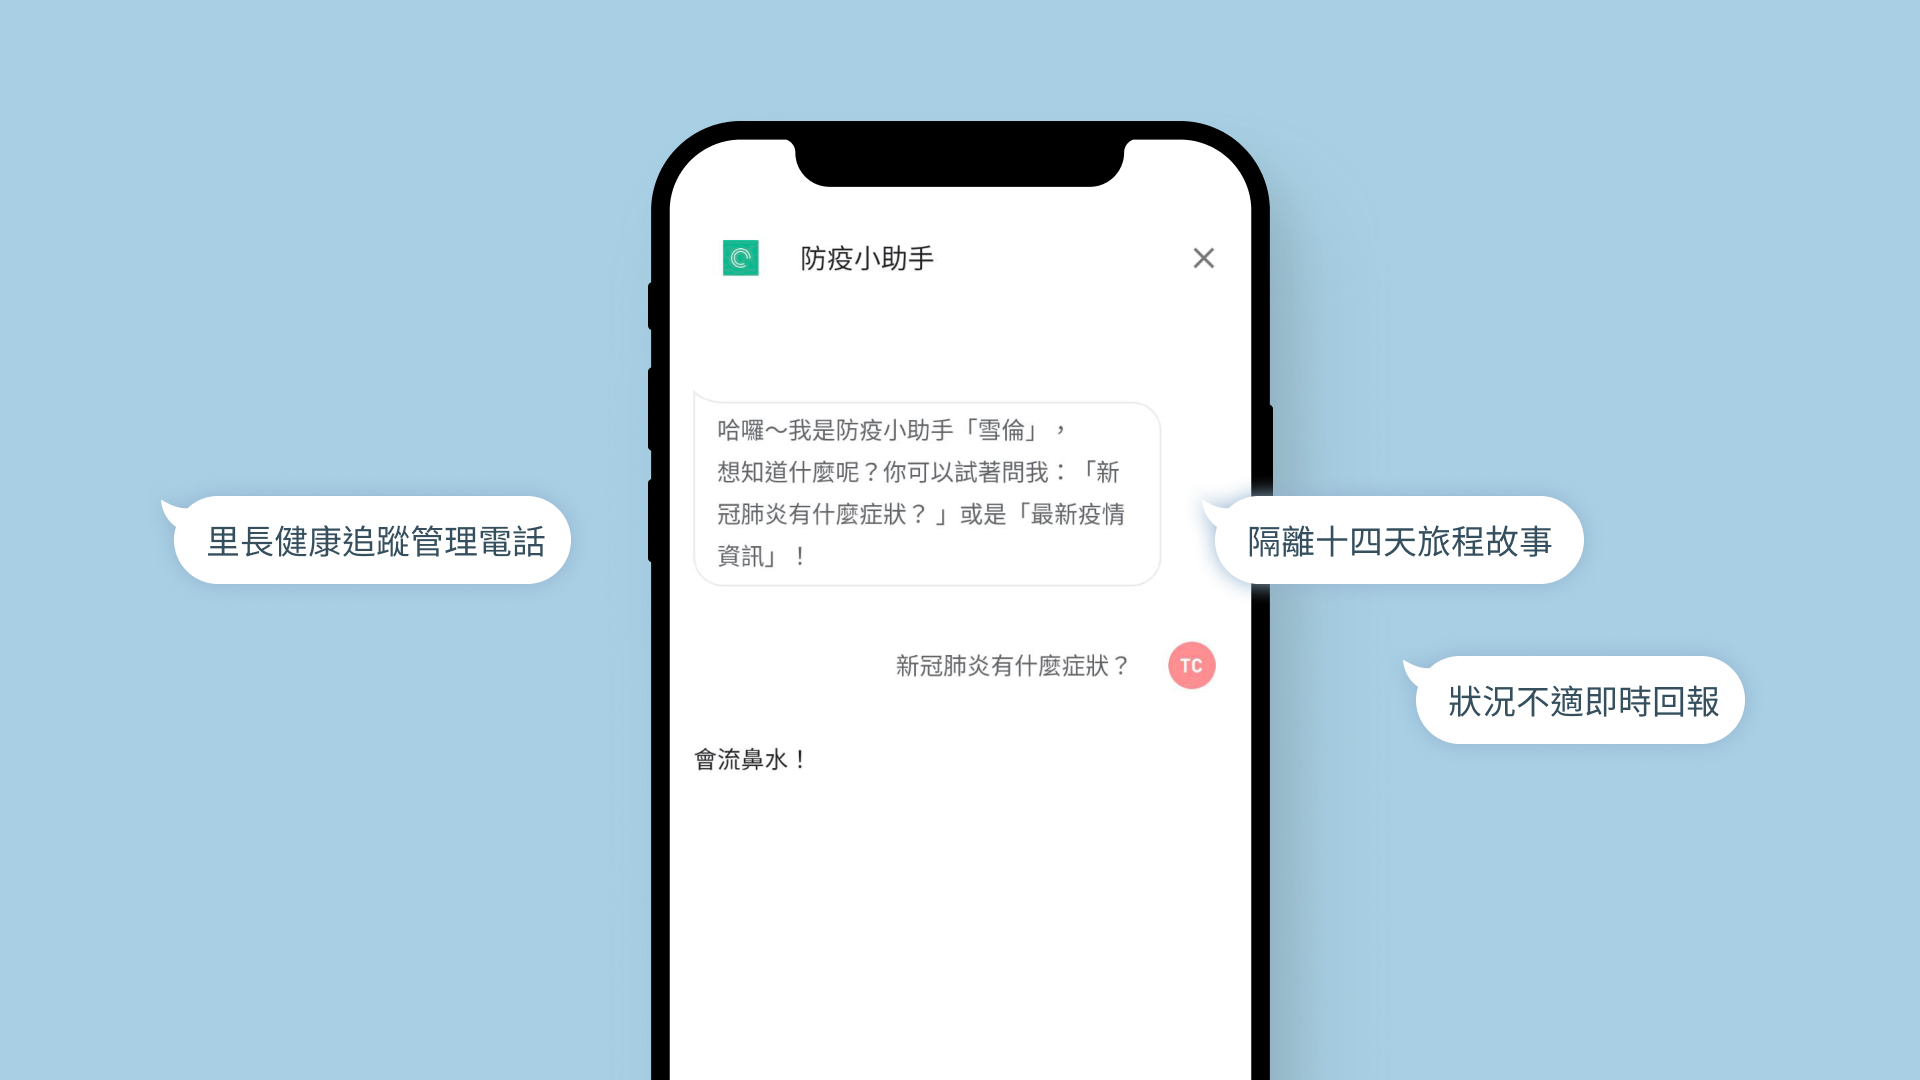 防疫小助手
哈囉～我是防疫小助手「雪倫」，
想知道什麼呢？你可以試著問我：「新
冠肺炎有什麼症狀？」或是「最新疫情
資訊」！
里長健康追蹤管理電話
隔離十四天旅程故事
新冠肺炎有什麼症狀？
TC
狀況不適即時回報
會流鼻水！